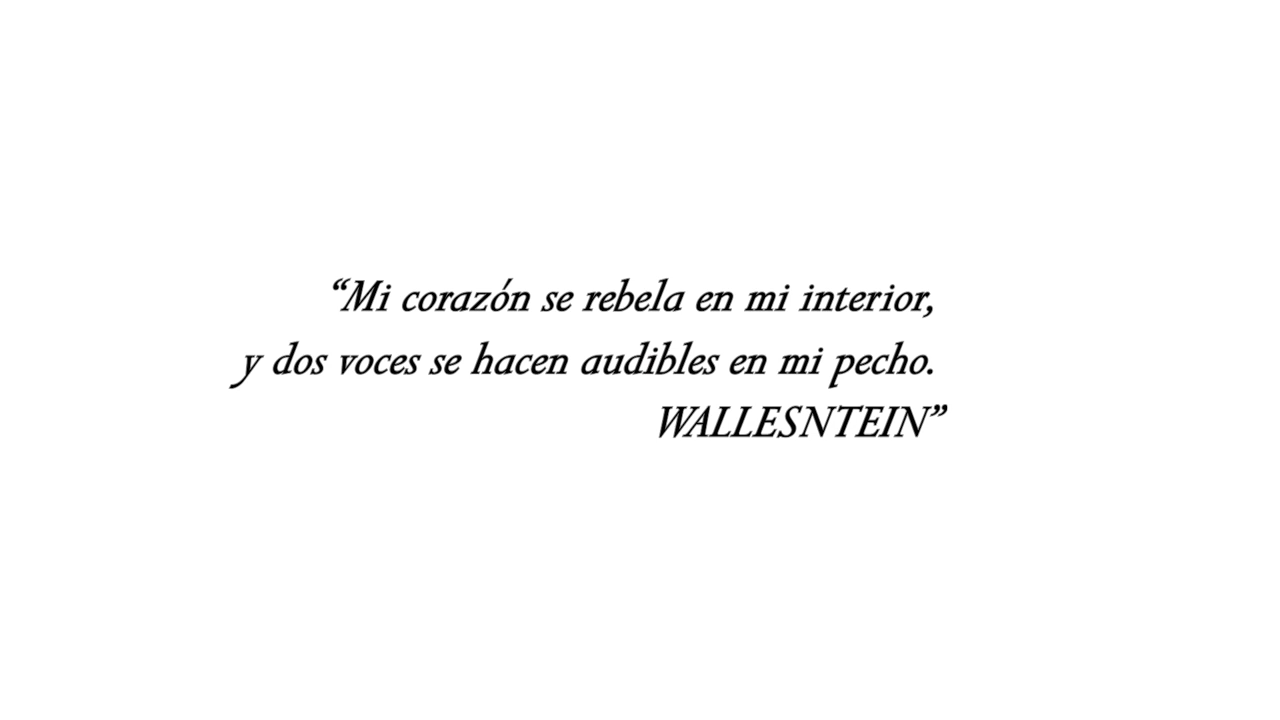 “Mi corazón se rebela en mi interior,
y dos voces se hacen audibles en mi pecho.
WALLESNTEIN”